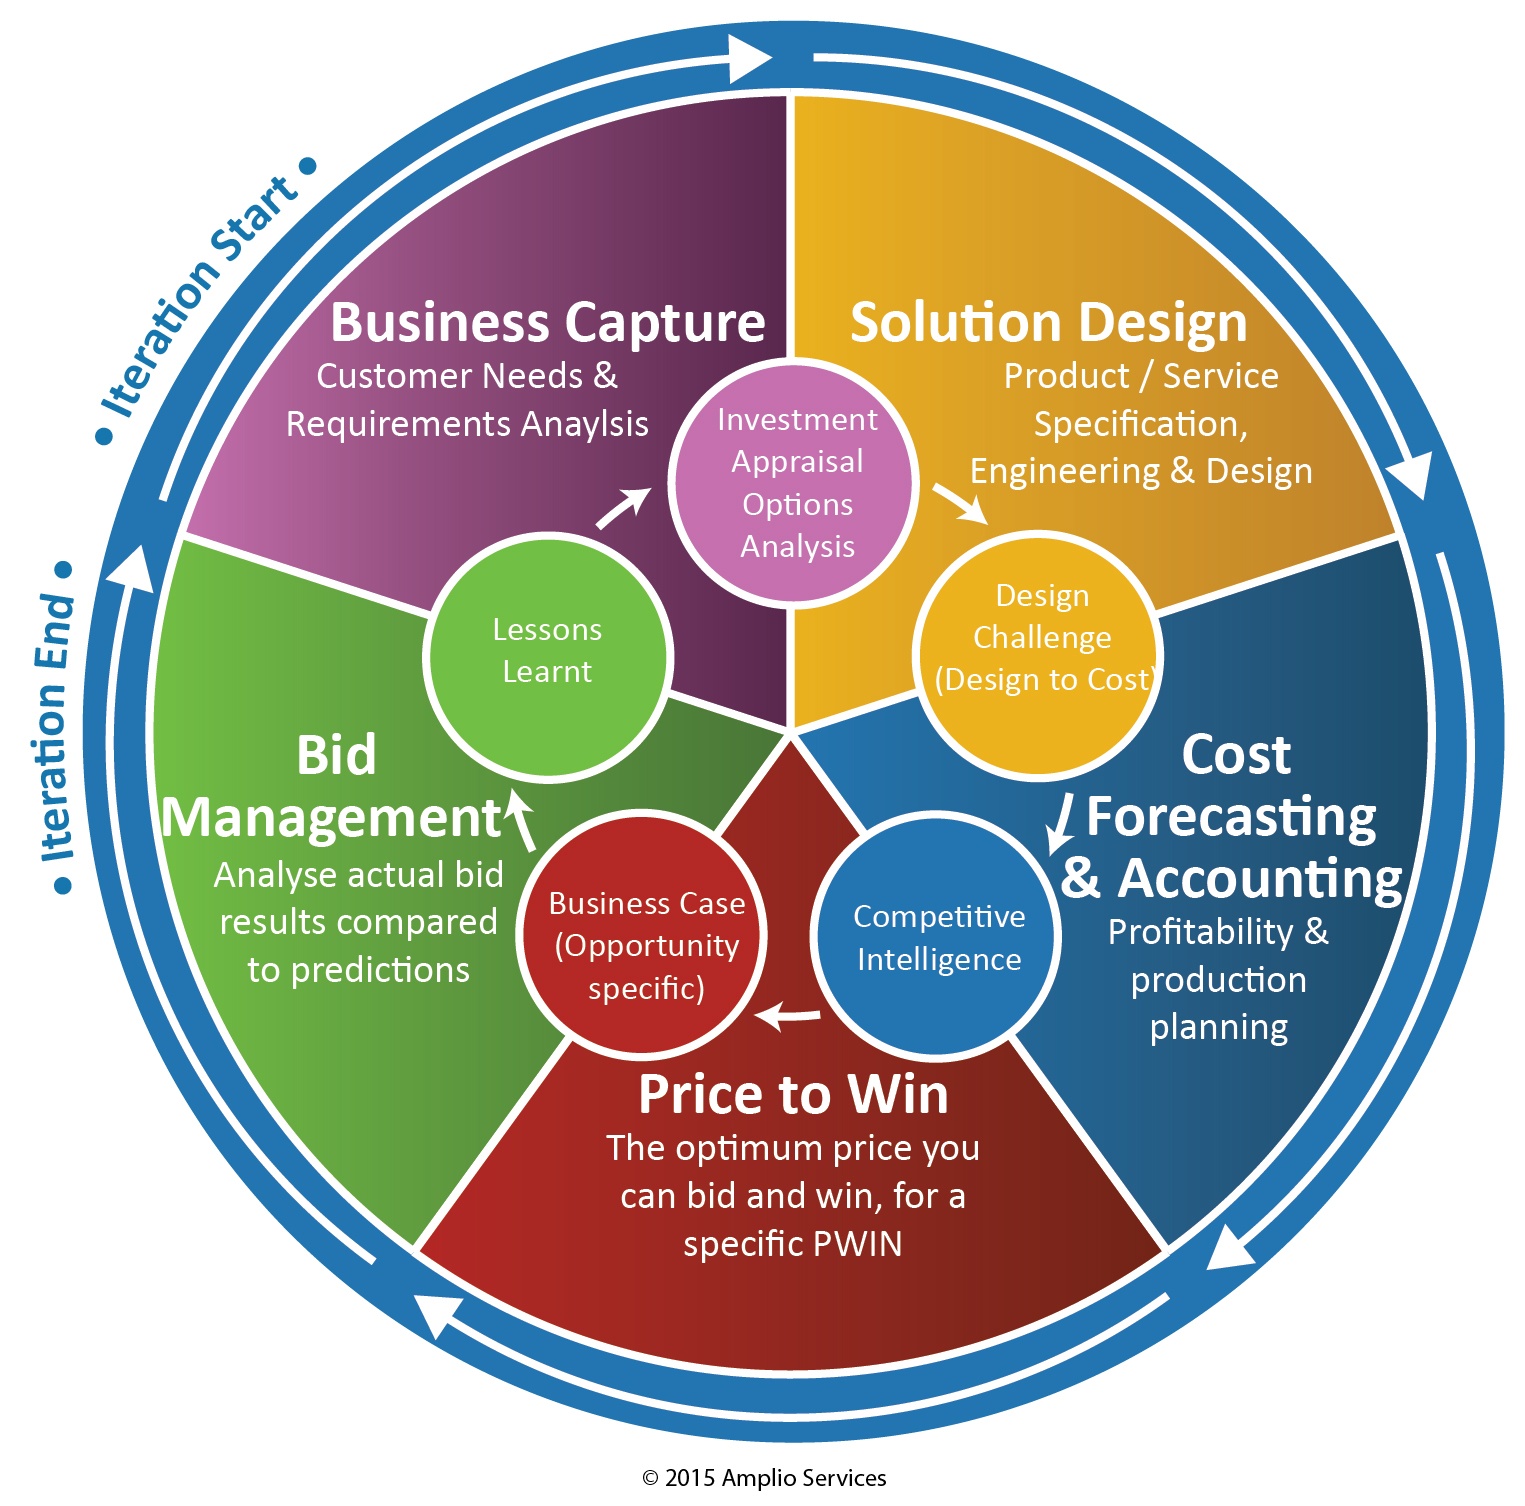 • Iteration Start •
Business Capture
Customer Needs &
Requirements Anaylsis
Solution Design
Product / Service
Specification,
Engineering & Design
Investment
Appraisal
Options
Analysis
Design
Challenge
(Design to Cost)
Lessons
Learnt
• Iteration End •
Bid
Management
Analyse actual bid
results compared
to predictions
Cost
Forecasting
& Accounting
Profitability &
production
planning
Business Case
(Opportunity
specific)
Competitive
Intelligence
Price to Win
The optimum price you
can bid and win, for a
specific PWIN
© 2015 Amplio Services